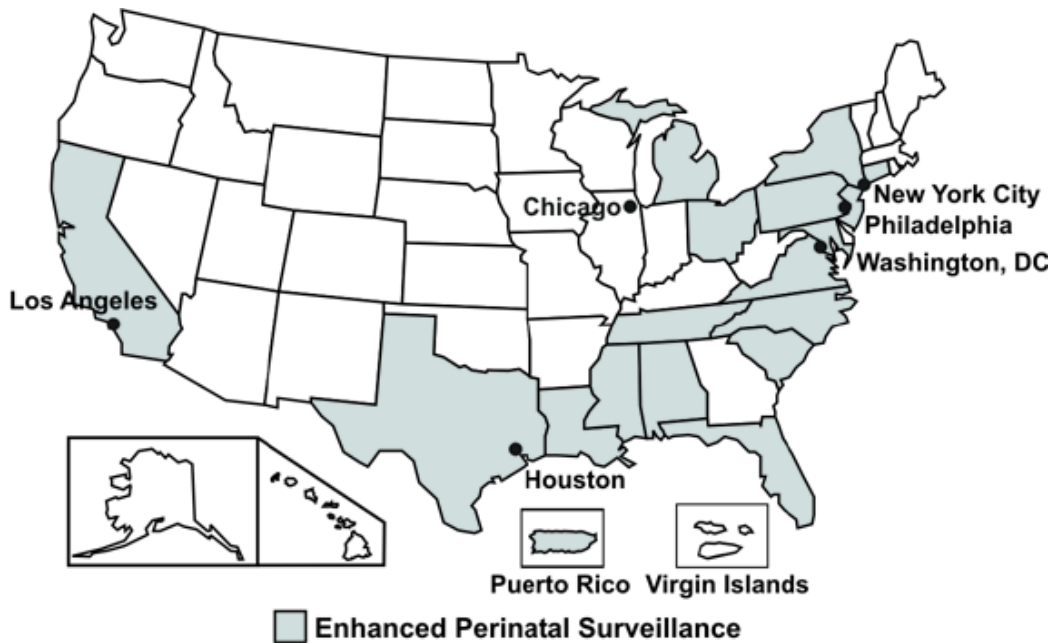 Chicago
New York City
Philadelphia
Washington, DC
Los Angeles
Houston
Puerto Rico
Virgin Islands
Enhanced Perinatal Surveillance